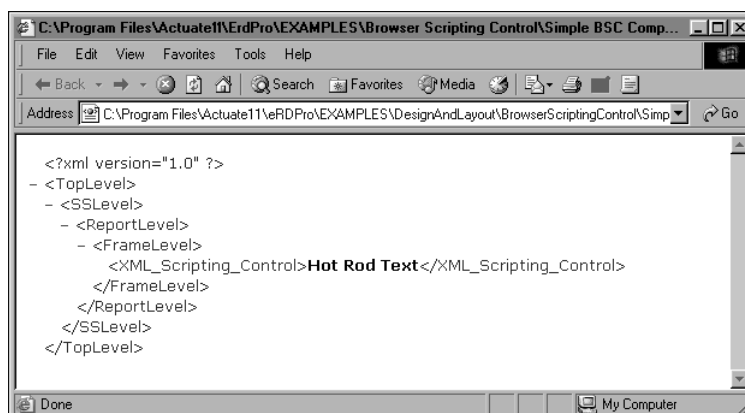 C:\Program Files\Actuate11\ErdPro\EXAMPLES\Browser Scripting Control\Simple BSC Comp...
File Edit View Favorites Tools Help
Back Search Favorites Media
Address C:\Program Files\Actuate11\eRDPro\EXAMPLES\DesignAndLayout\BrowserScriptingControl\Simp Go
<?xml version="1.0" ?>
- <TopLevel>
- <SSLevel>
- <ReportLevel>
- <FrameLevel>
<XML_Scripting_Control>Hot Rod Text</XML_Scripting_Control>
</FrameLevel>
</ReportLevel>
</SSLevel>
</TopLevel>
Done My Computer